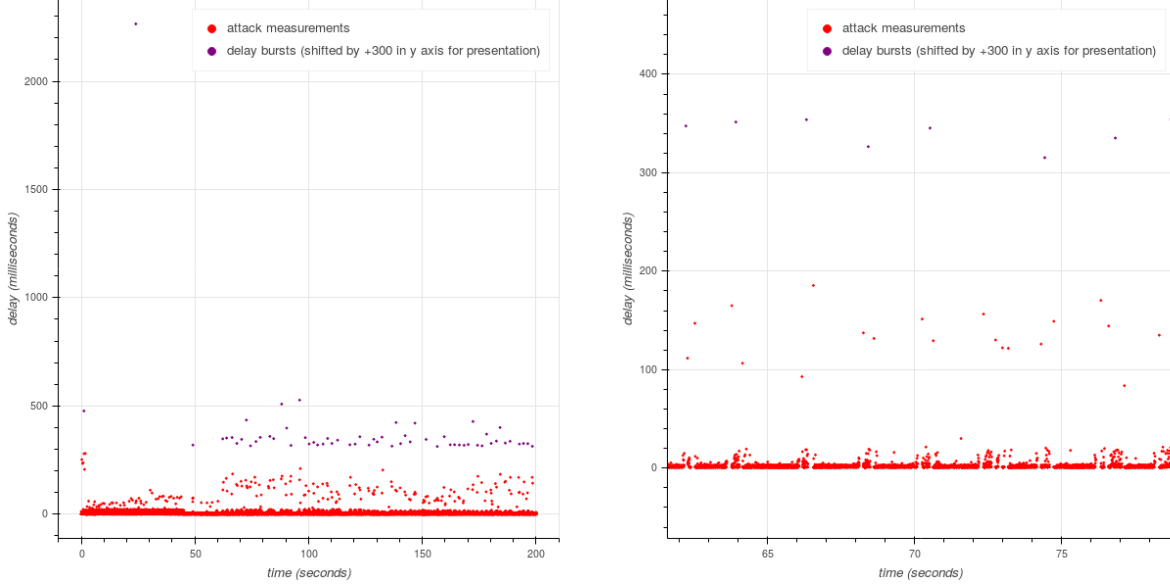 attack measurements
delay bursts (shifted by +300 in y axis for presentation)
2000
1500
1000
500
0
delay (milliseconds)
0
50
100
150
200
time (seconds)
attack measurements
delay bursts (shifted by +300 in y axis for presentation)
400
300
200
100
0
delay (milliseconds)
65
70
75
time (seconds)